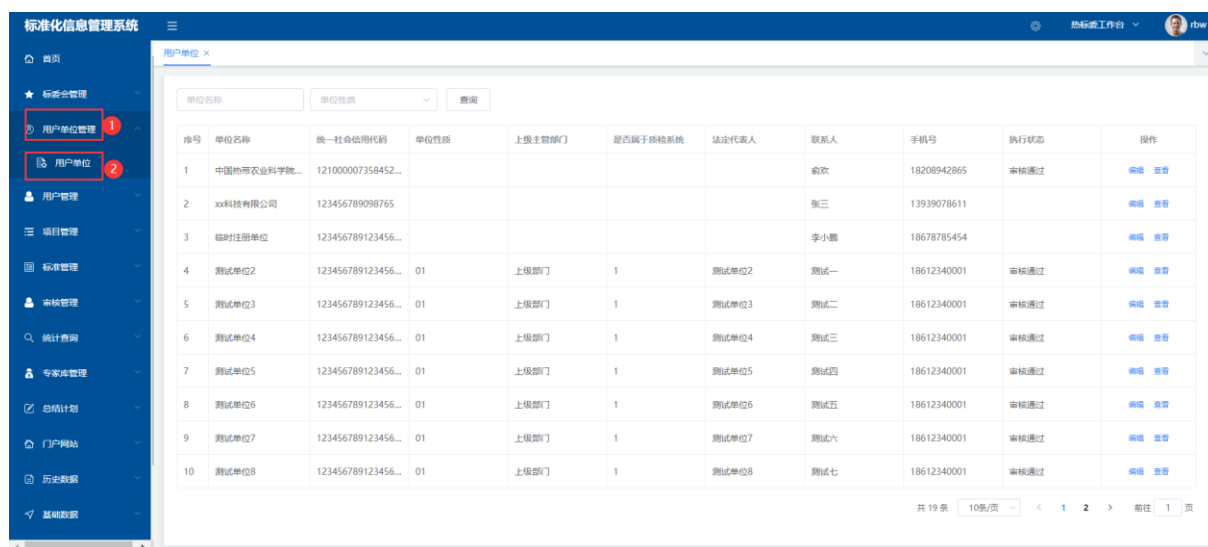 标准化信息管理系统
热标委工作台
rbw
首页
标委会管理
用户单位管理
1
用户单位
2
用户管理
项目管理
标准管理
审核管理
统计查询
专家库管理
总结计划
门户网站
历史数据
基础数据
用户单位 ×
单位名称 单位性质 查询
序号 单位名称 统一社会信用代码 单位性质 上级主管部门 是否属于质检系统 法定代表人 联系人 手机号 执行状态 操作
1 中国热带农业科学院... 121000007358452... 俞欢 18208942865 审核通过 编辑 查看
2 xx科技有限公司 123456789098765 张三 13939078611 编辑 查看
3 临时注册单位 123456789123456... 李小鹏 18678785454 编辑 查看
4 测试单位2 123456789123456... 01 上级部门 1 测试单位2 测试一 18612340001 审核通过 编辑 查看
5 测试单位3 123456789123456... 01 上级部门 1 测试单位3 测试二 18612340001 审核通过 编辑 查看
6 测试单位4 123456789123456... 01 上级部门 1 测试单位4 测试三 18612340001 审核通过 编辑 查看
7 测试单位5 123456789123456... 01 上级部门 1 测试单位5 测试四 18612340001 审核通过 编辑 查看
8 测试单位6 123456789123456... 01 上级部门 1 测试单位6 测试五 18612340001 审核通过 编辑 查看
9 测试单位7 123456789123456... 01 上级部门 1 测试单位7 测试六 18612340001 审核通过 编辑 查看
10 测试单位8 123456789123456... 01 上级部门 1 测试单位8 测试七 18612340001 审核通过 编辑 查看
共 19 条 10条/页 < 1 2 > 前往 1 页